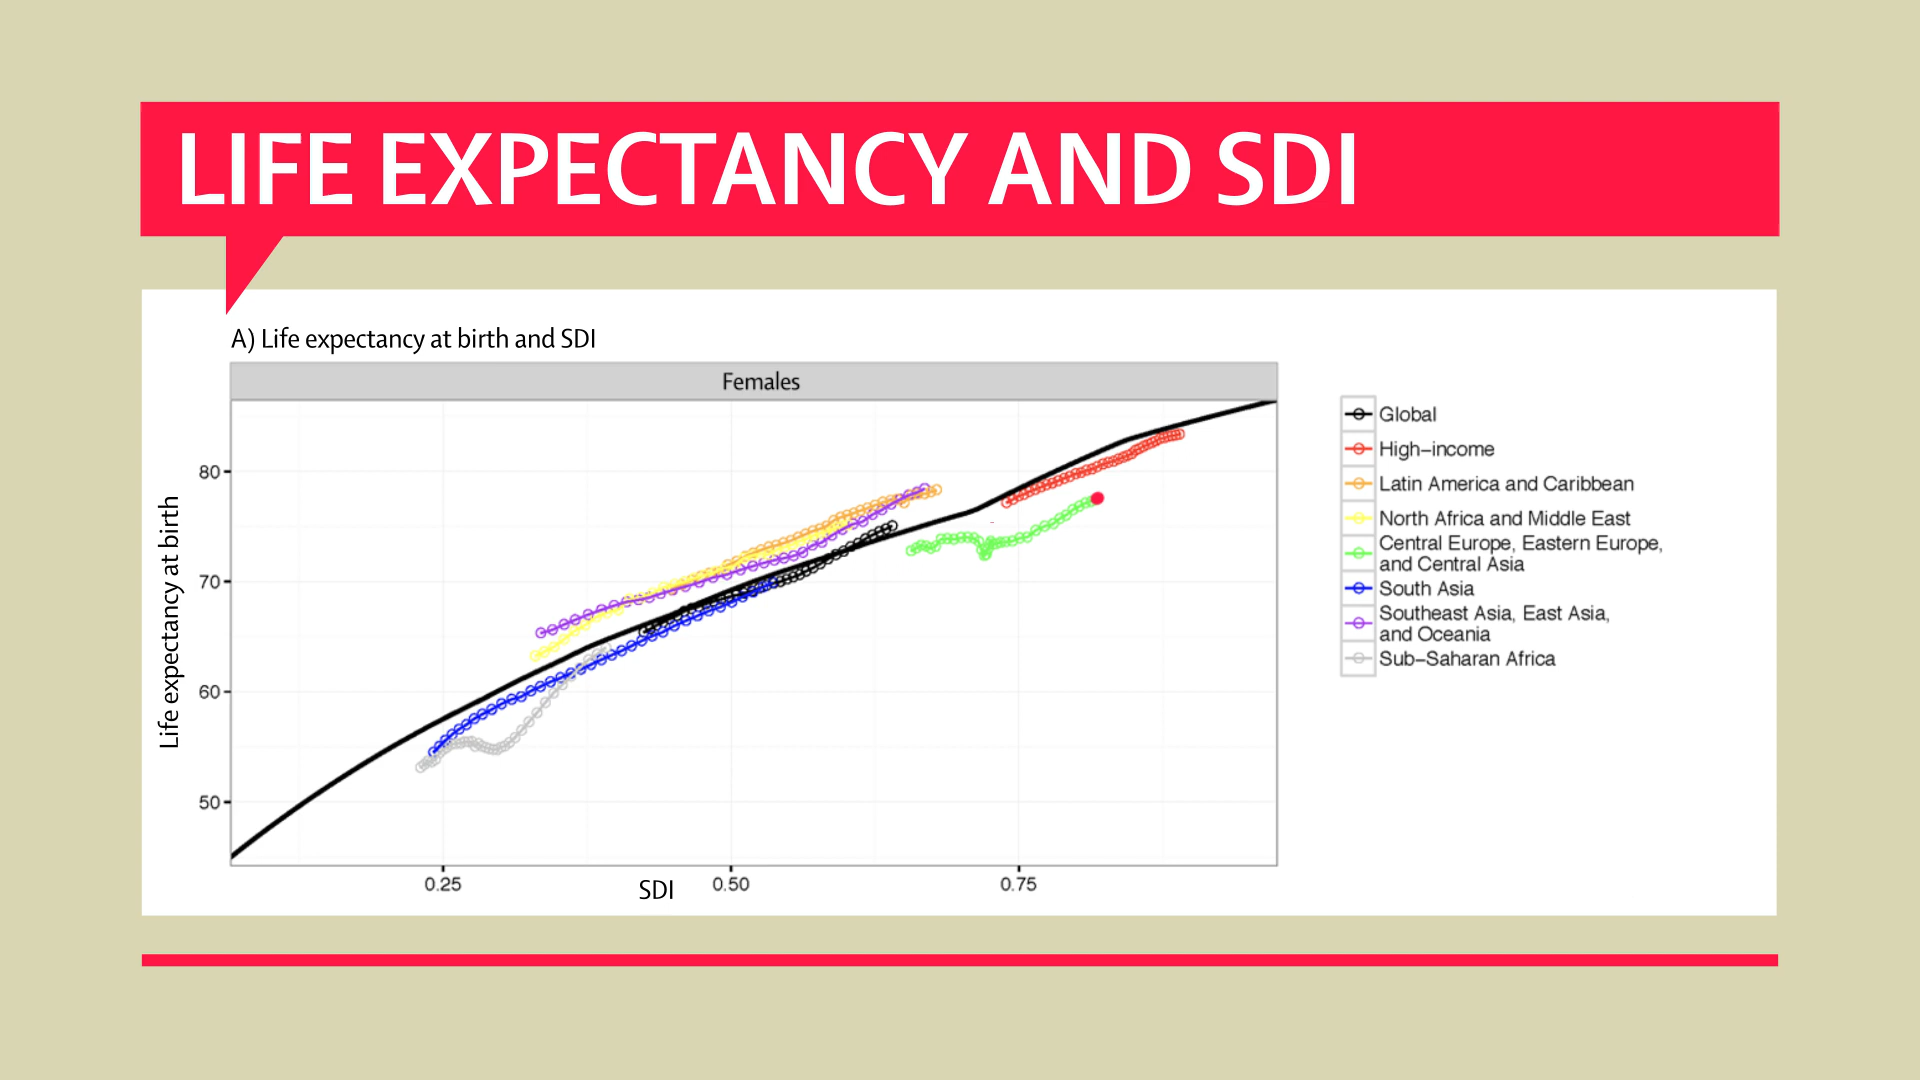 LIFE EXPECTANCY AND SDI
A) Life expectancy at birth and SDI
Females
Life expectancy at birth
80
70
60
50
0.25
0.50
0.75
SDI
Global
High−income
Latin America and Caribbean
North Africa and Middle East
Central Europe, Eastern Europe,
and Central Asia
South Asia
Southeast Asia, East Asia,
and Oceania
Sub−Saharan Africa